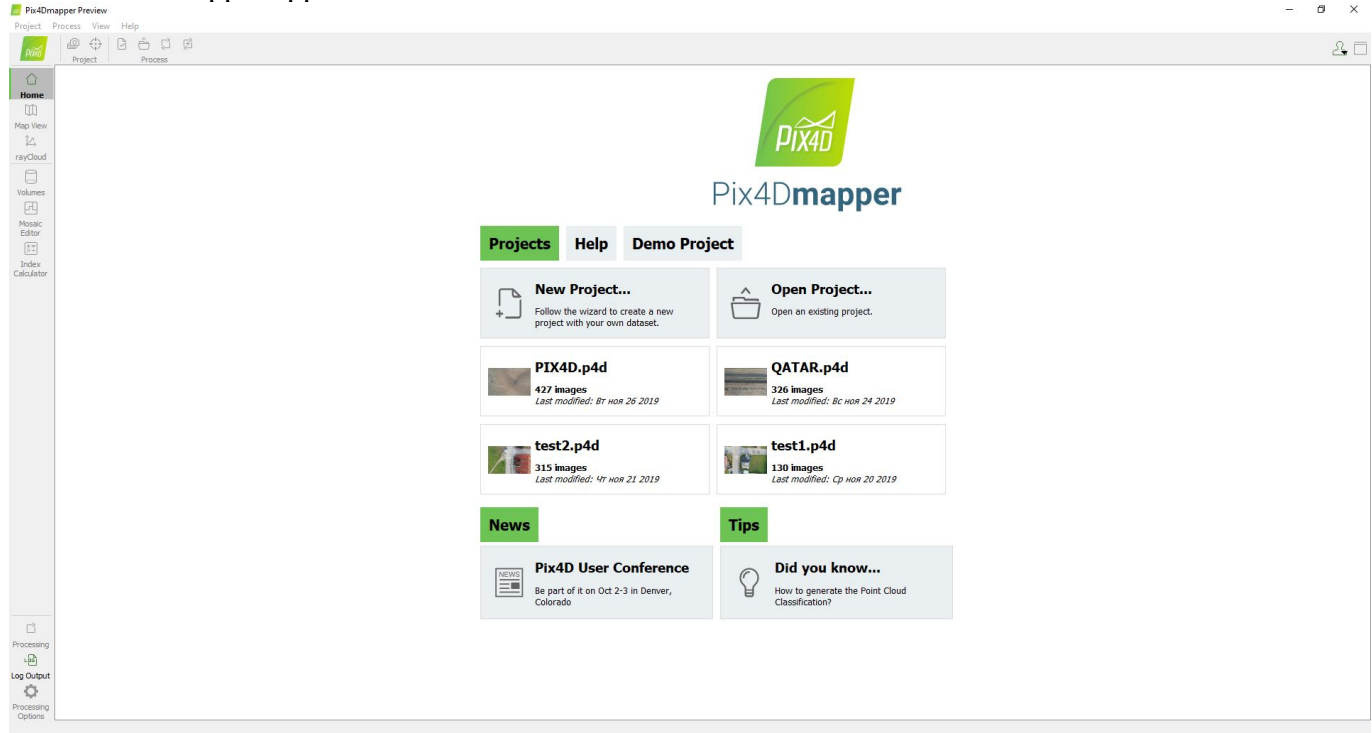 Pix4Dmapper Preview
Project Process View Help
PIX4D
Project Process
Home
Map View
rayCloud
Volumes
Mosaic
Editor
Index
Calculator
PIX4D
Pix4Dmapper
Projects Help Demo Project
New Project...
Follow the wizard to create a new
project with your own dataset.
Open Project...
Open an existing project.
PIX4D.p4d
427 images
Last modified: Вт ноя 26 2019
QATAR.p4d
326 images
Last modified: Вс ноя 24 2019
test2.p4d
315 images
Last modified: Чт ноя 21 2019
test1.p4d
130 images
Last modified: Ср ноя 20 2019
News
NEWS
Pix4D User Conference
Be part of it on Oct 2-3 in Denver,
Colorado
Tips
Did you know...
How to generate the Point Cloud
Classification?
Processing
Log Output
Processing
Options